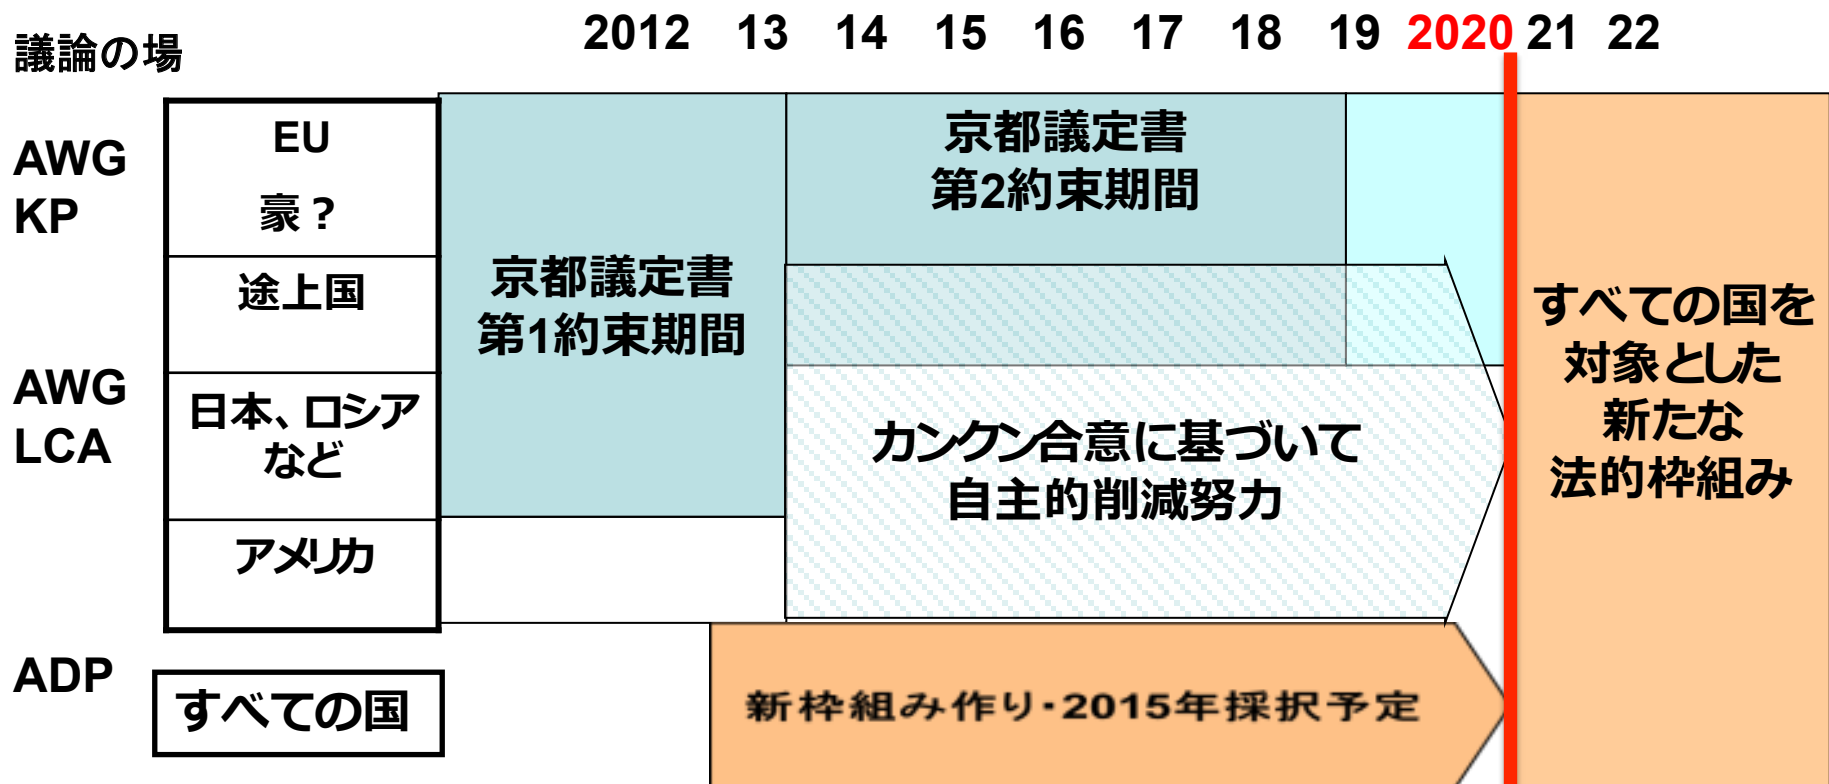 議論の場
2012 13 14 15 16 17 18 19 2020 21 22
AWG
KP
EU
豪？
途上国
AWG
LCA
日本、ロシア
など
アメリカ
京都議定書
第1約束期間
京都議定書
第2約束期間
カンクン合意に基づいて
自主的削減努力
すべての国を
対象とした
新たな
法的枠組み
ADP
すべての国
新枠組み作り・2015年採択予定